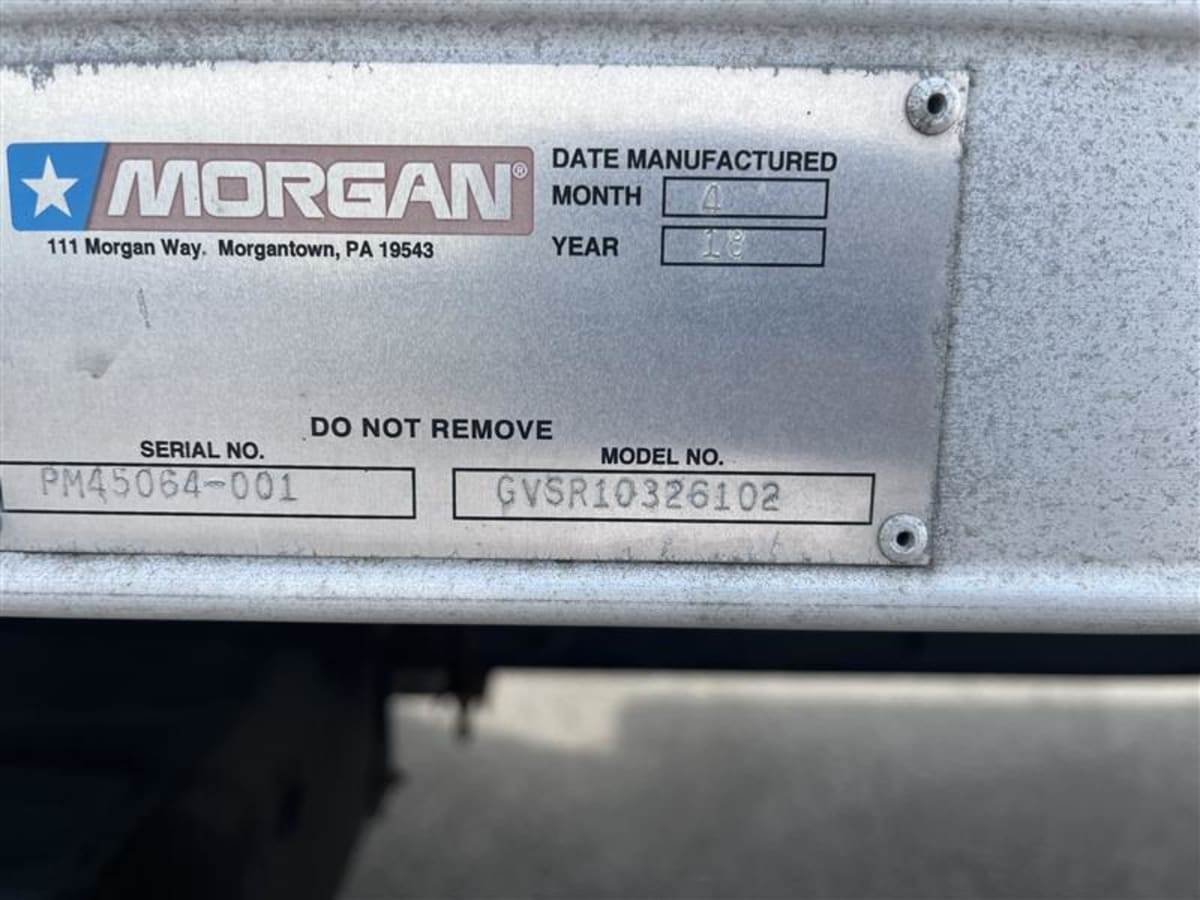 MORGAN®
111 Morgan Way. Morgantown, PA 19543
DATE MANUFACTURED
MONTH 4
YEAR 18
DO NOT REMOVE
SERIAL NO.
PM45064-001
MODEL NO.
GVSR10326102